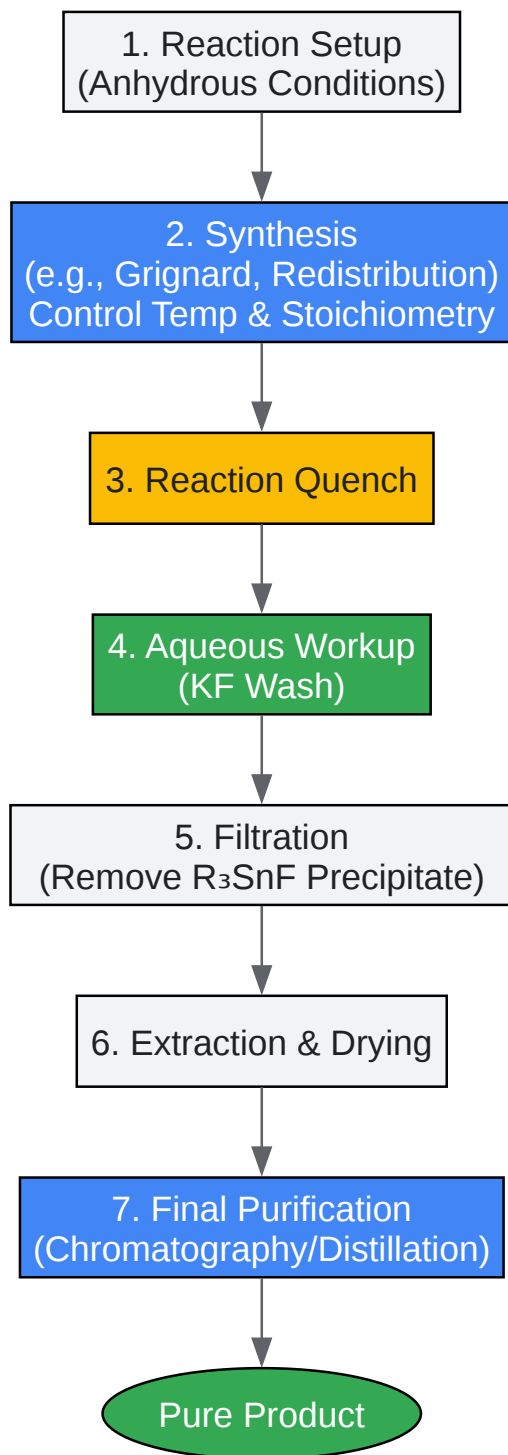 1. Reaction Setup
(Anhydrous Conditions)
2. Synthesis
(e.g., Grignard, Redistribution)
Control Temp & Stoichiometry
3. Reaction Quench
4. Aqueous Workup
(KF Wash)
5. Filtration
(Remove R₃SnF Precipitate)
6. Extraction & Drying
7. Final Purification
(Chromatography/Distillation)
Pure Product